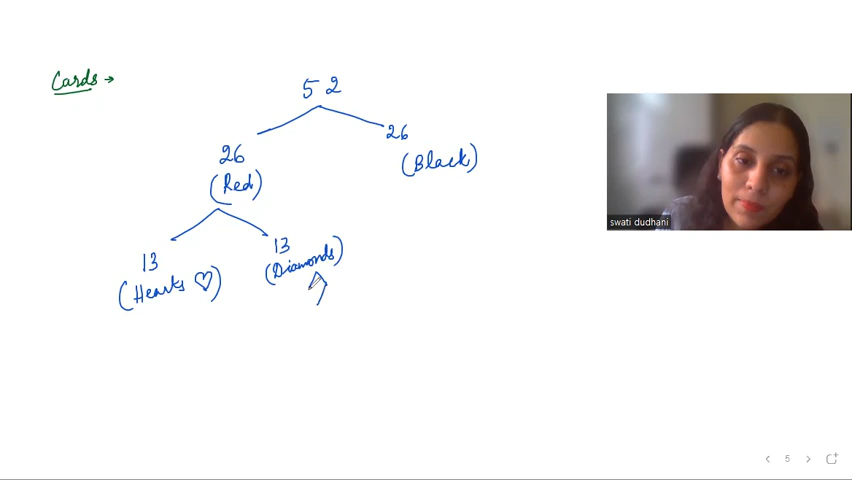 Cards →
52
26
(Red)
26
(Black)
13
(Hearts ♡)
13
(Diamonds)
swati dudhani
5